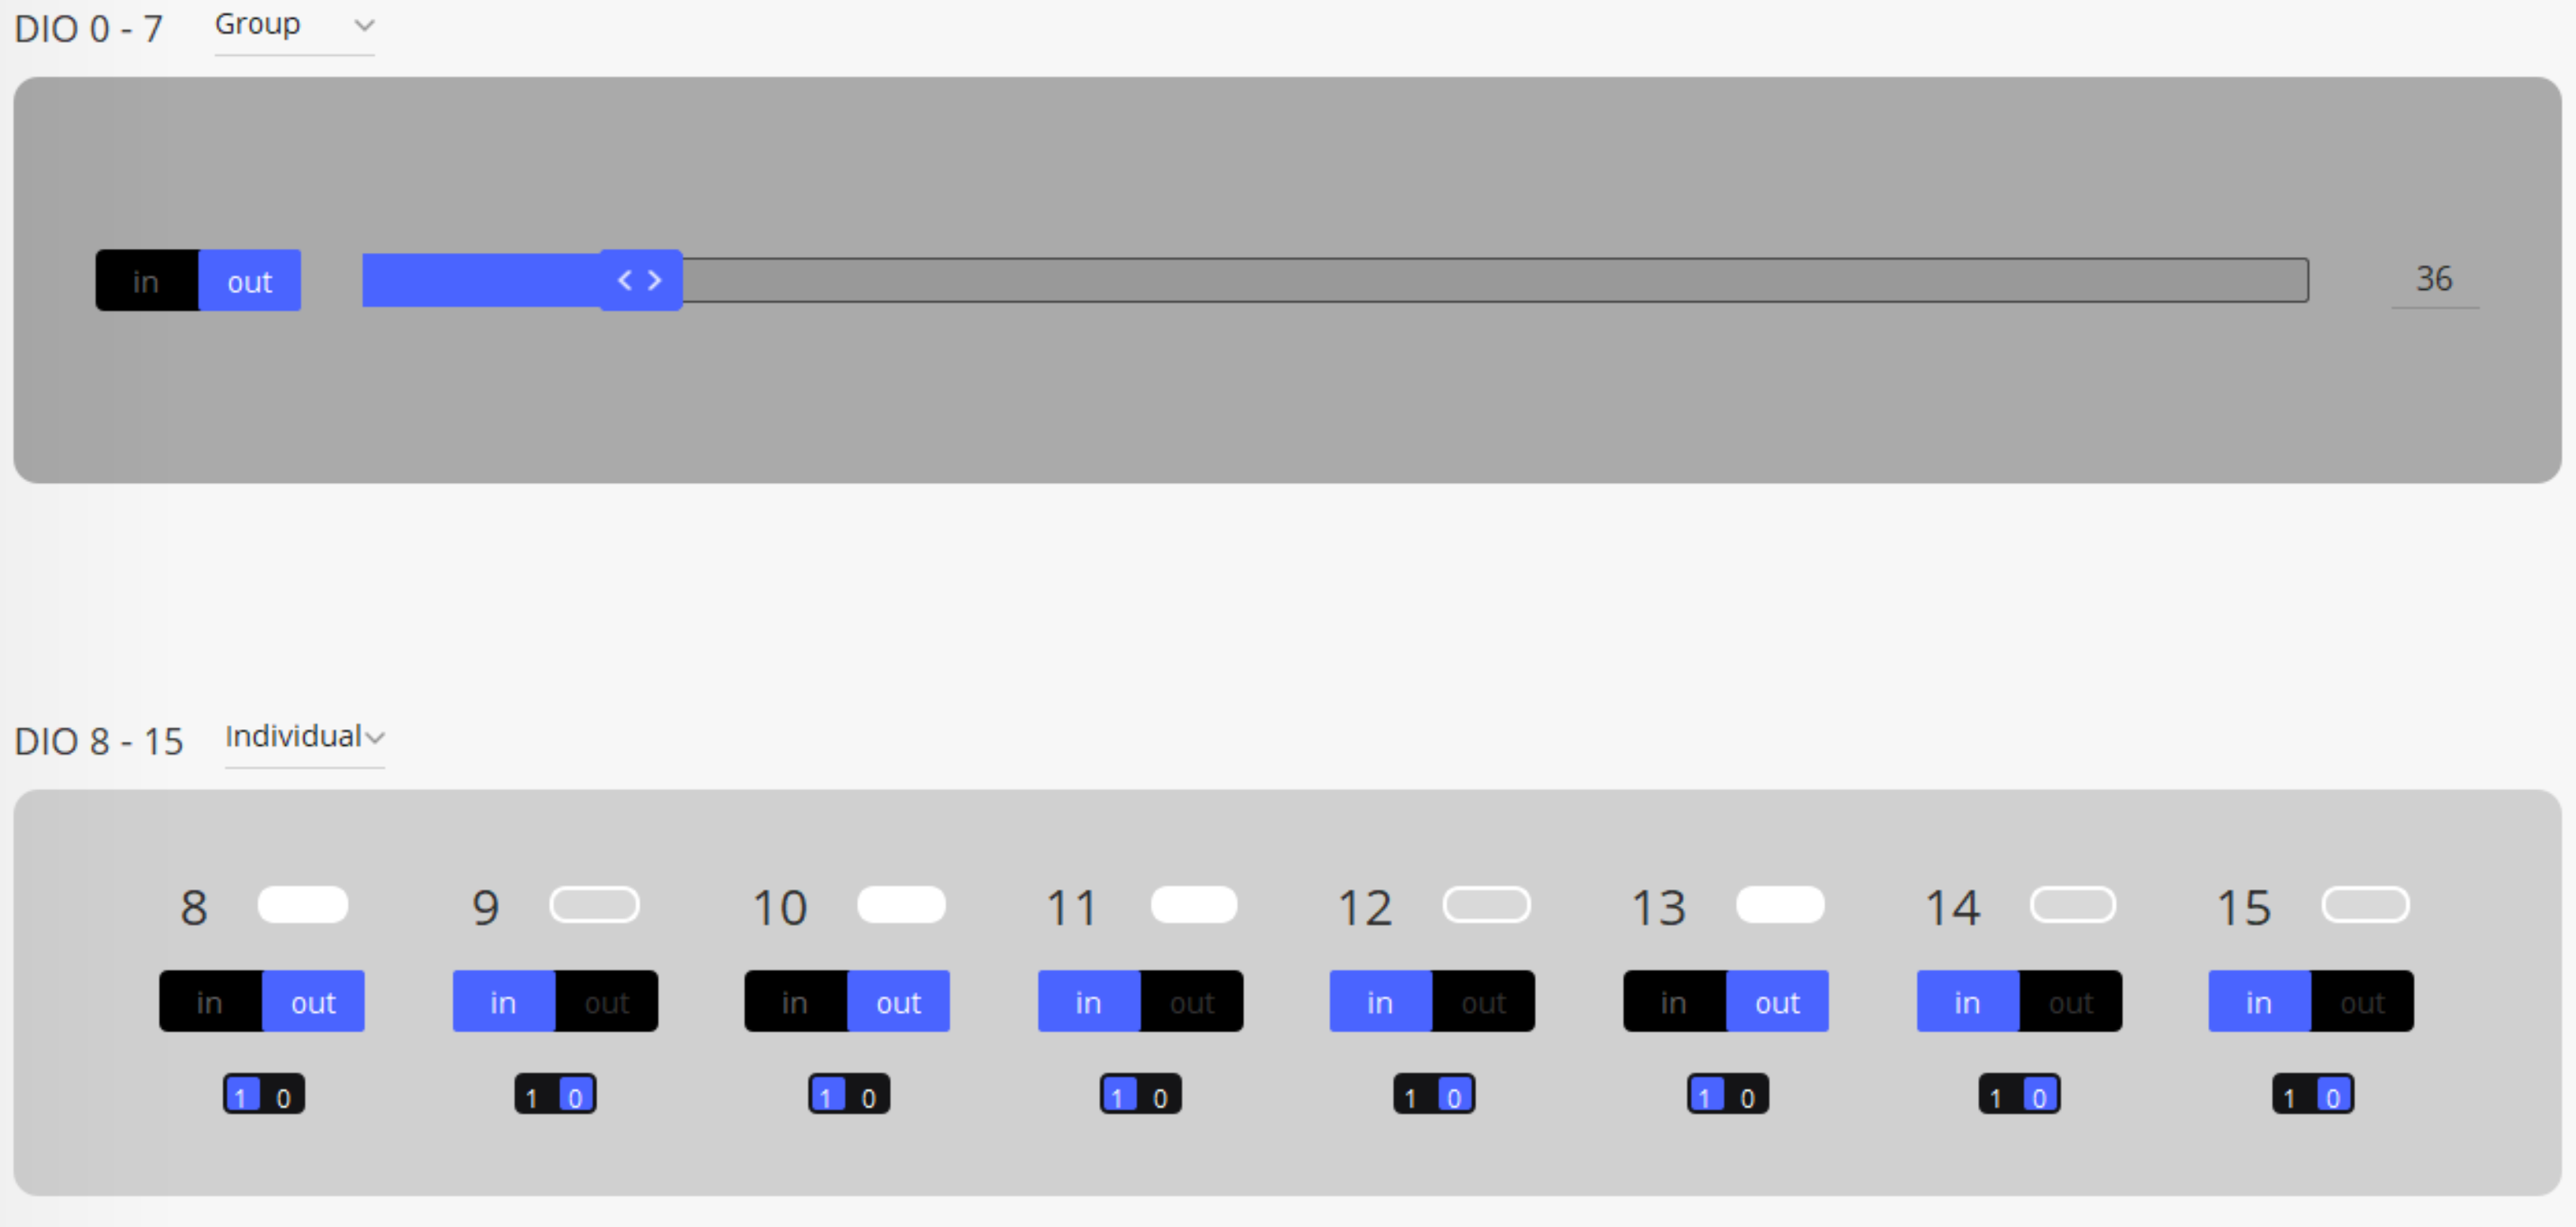 DIO 0 - 7 Group
in out < > 36
DIO 8 - 15 Individual
8 9 10 11 12 13 14 15
in out in out in out in out in out in out in out in out
1 0 1 0 1 0 1 0 1 0 1 0 1 0 1 0